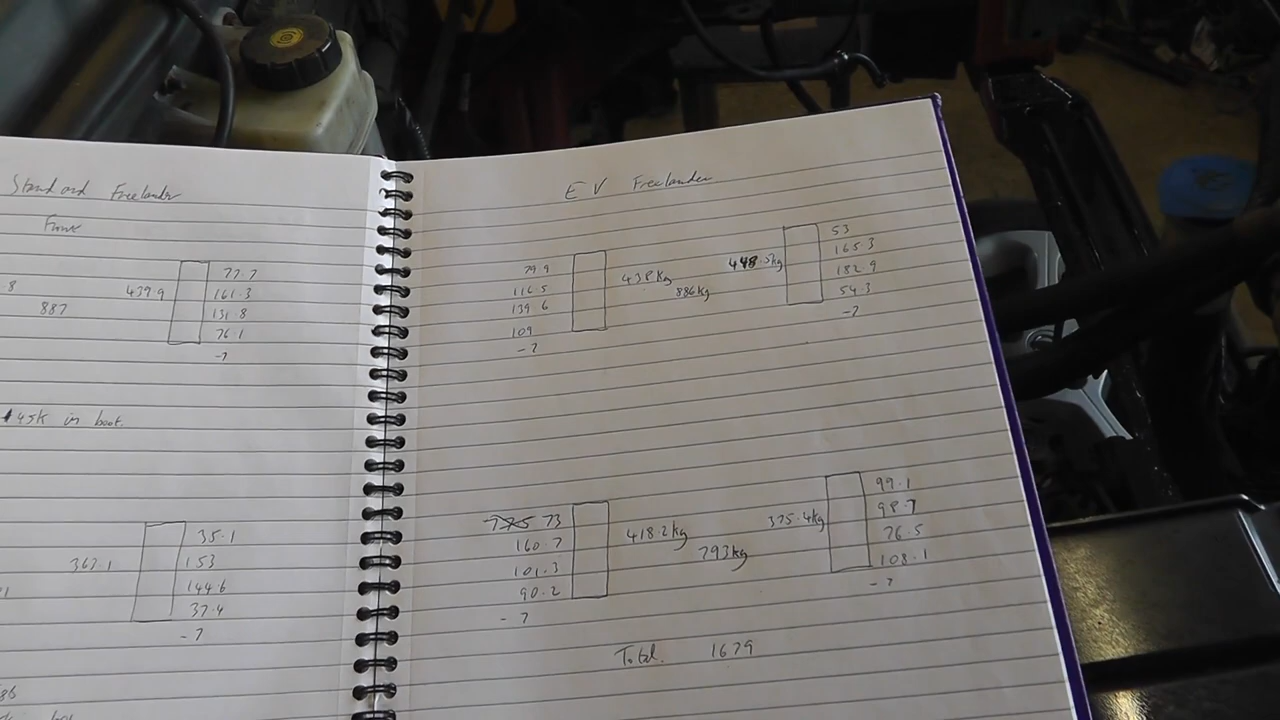 Standard Freelander
Front
77.7
8 439.9 161.3
887 131.8
76.1
-7
45K in boot.
35.1
363.1 153
144.6
37.4
-7
EV Freelander
53
165.3
448.5kg 182.9
54.3
-7
79.9
116.5 438kg
139.6 886kg
109
-7
775 73
160.7 418.2kg
101.3 793kg
90.2
-7
99.1
375.4kg 98.7
76.5
108.1
-7
Total. 1679